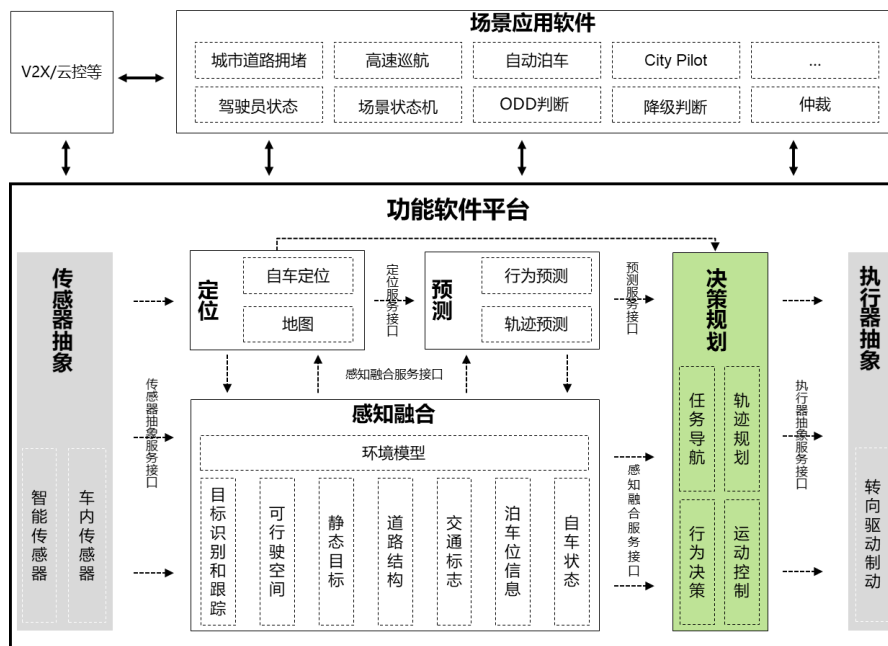 场景应用软件
V2X/云控等
城市道路拥堵
高速巡航
自动泊车
City Pilot
...
驾驶员状态
场景状态机
ODD判断
降级判断
仲裁
功能软件平台
传感器抽象
智能传感器
车内传感器
传感器抽象服务接口
定位
自车定位
地图
定位服务接口
预测
行为预测
轨迹预测
预测服务接口
感知融合服务接口
感知融合
环境模型
目标识别和跟踪
可行驶空间
静态目标
道路结构
交通标志
泊车位信息
自车状态
感知融合服务接口
决策规划
任务导航
轨迹规划
行为决策
运动控制
执行器抽象服务接口
执行器抽象
转向驱动制动